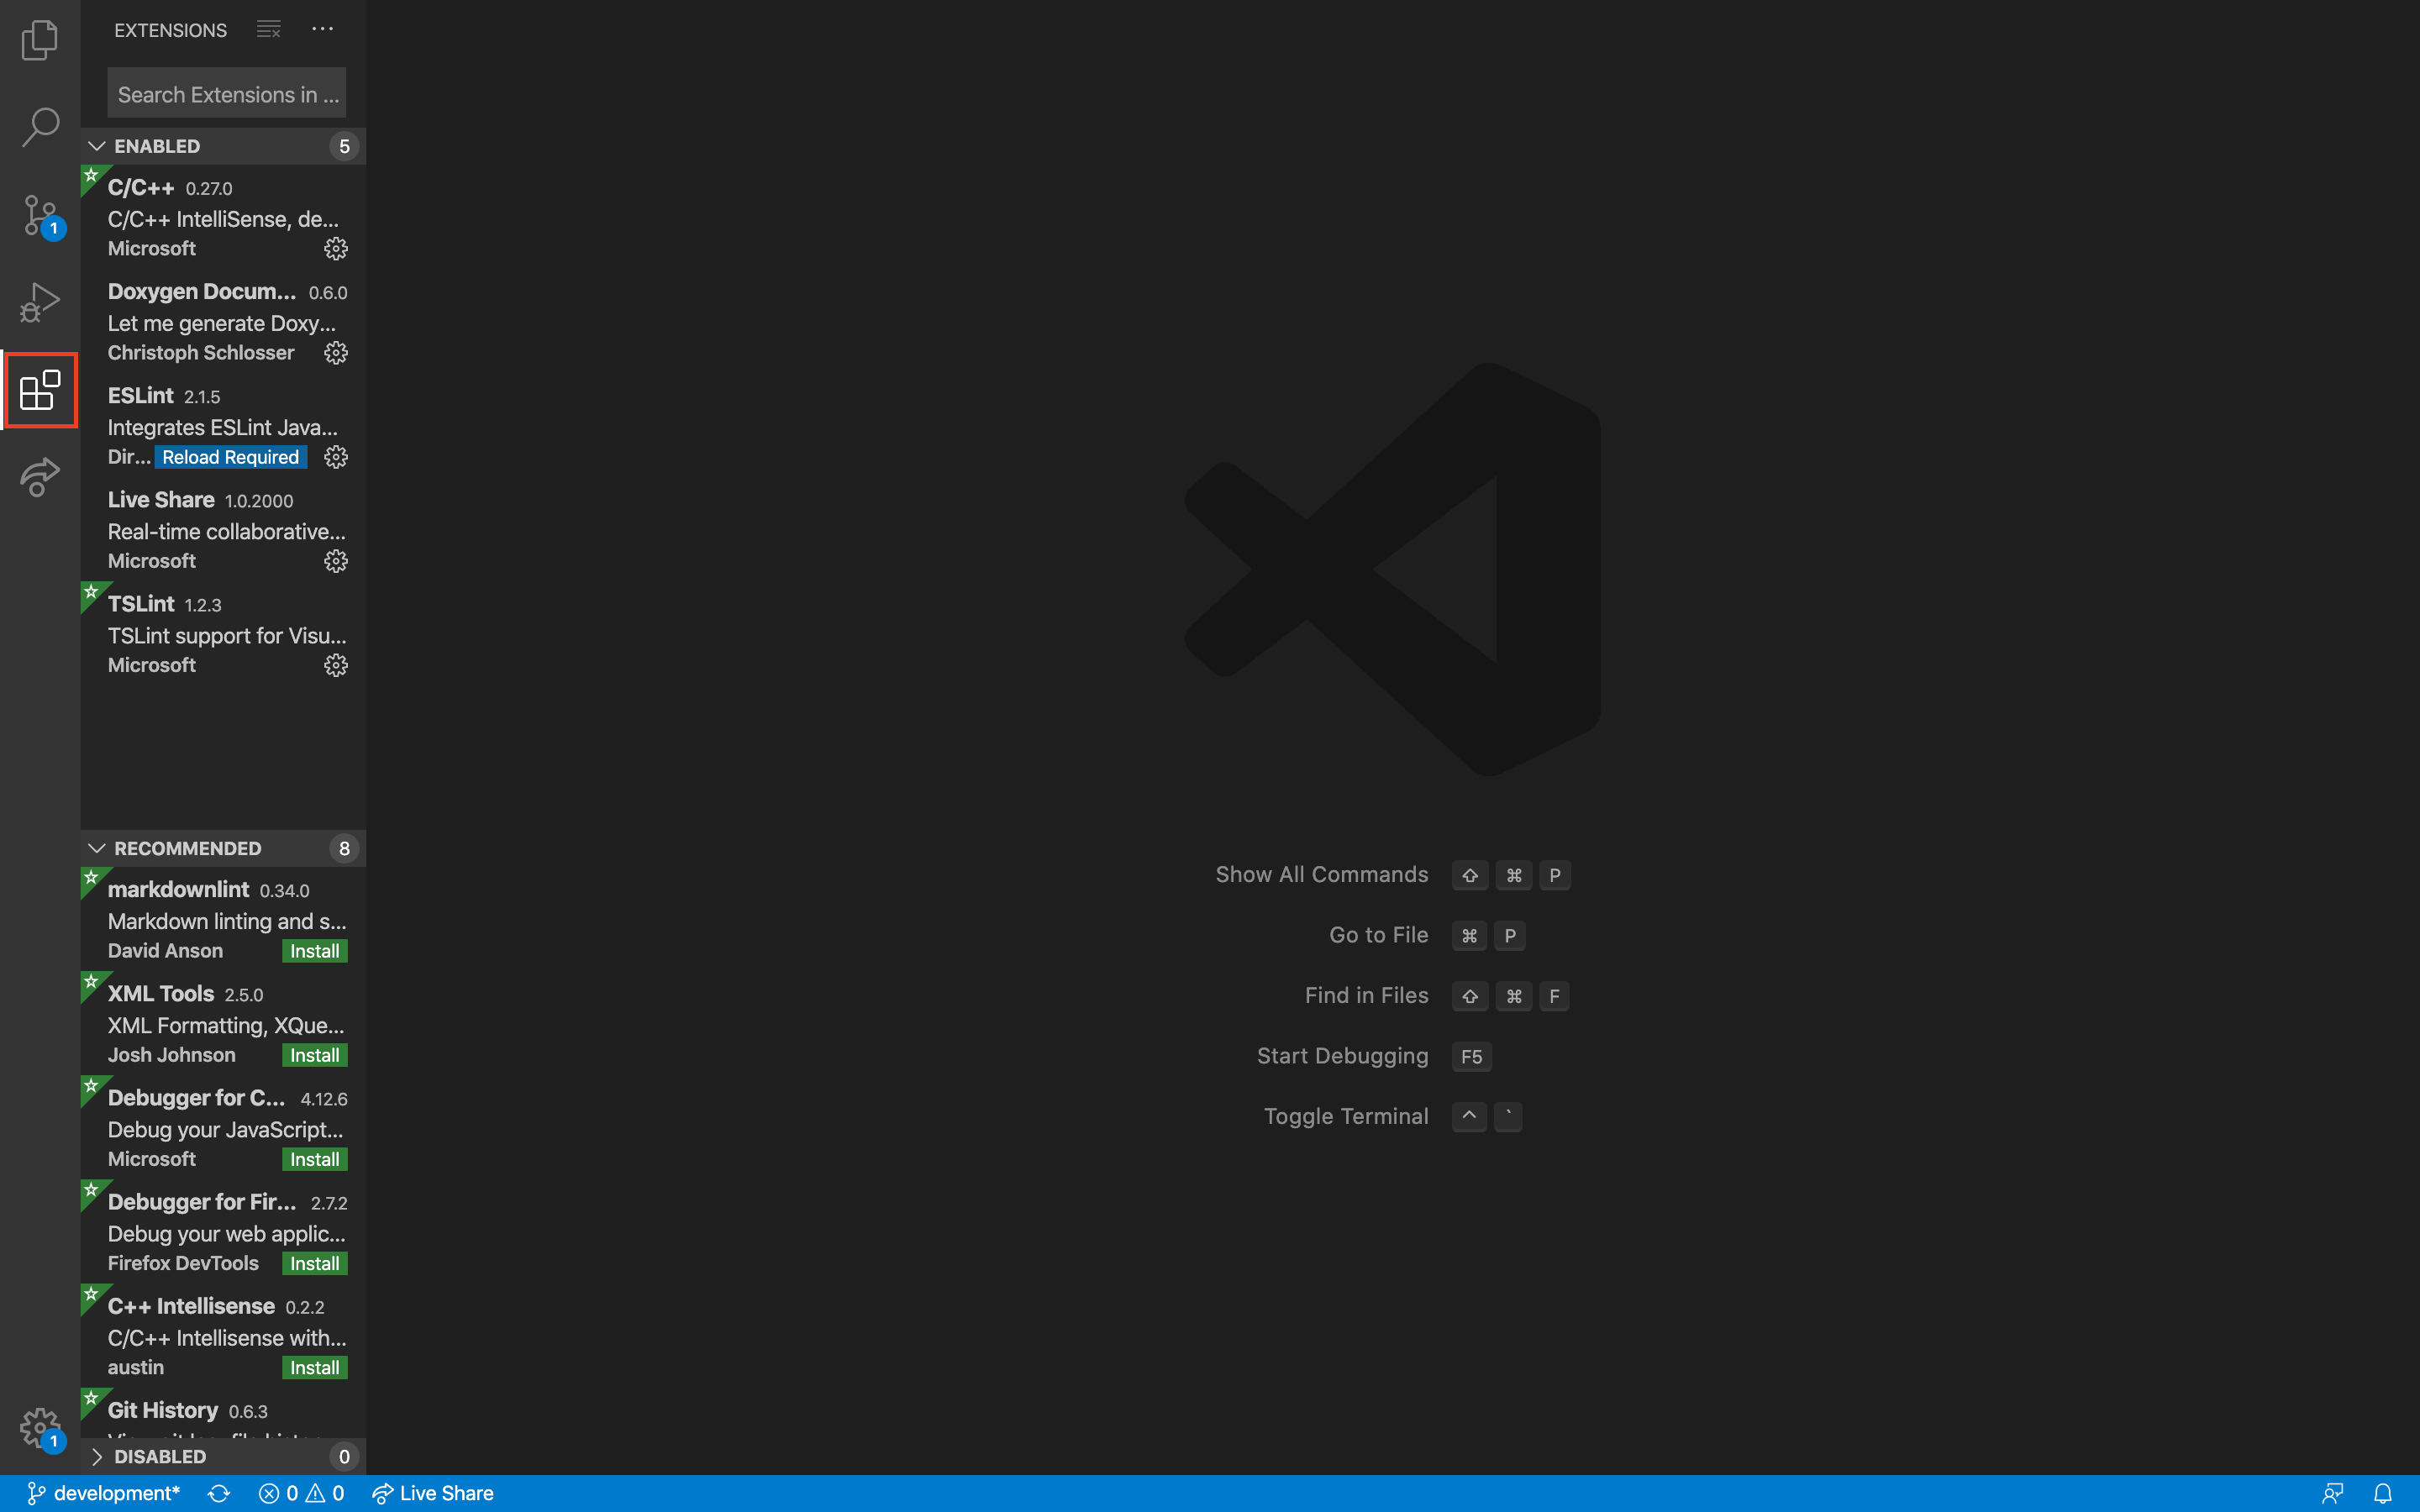 EXTENSIONS
Search Extensions in ...
ENABLED 5
C/C++ 0.27.0
C/C++ IntelliSense, de...
Microsoft
1
Doxygen Docum... 0.6.0
Let me generate Doxy...
Christoph Schlosser
ESLint 2.1.5
Integrates ESLint Java...
Dir... Reload Required
Live Share 1.0.2000
Real-time collaborative...
Microsoft
TSLint 1.2.3
TSLint support for Visu...
Microsoft
RECOMMENDED 8
markdownlint 0.34.0
Markdown linting and s...
David Anson Install
XML Tools 2.5.0
XML Formatting, XQue...
Josh Johnson Install
Debugger for C... 4.12.6
Debug your JavaScript...
Microsoft Install
Debugger for Fir... 2.7.2
Debug your web applic...
Firefox DevTools Install
C++ Intellisense 0.2.2
C/C++ Intellisense with...
austin Install
Git History 0.6.3
1
DISABLED 0
Show All Commands ⇧ ⌘ P
Go to File ⌘ P
Find in Files ⇧ ⌘ F
Start Debugging F5
Toggle Terminal ^ `
development* 0 0 Live Share